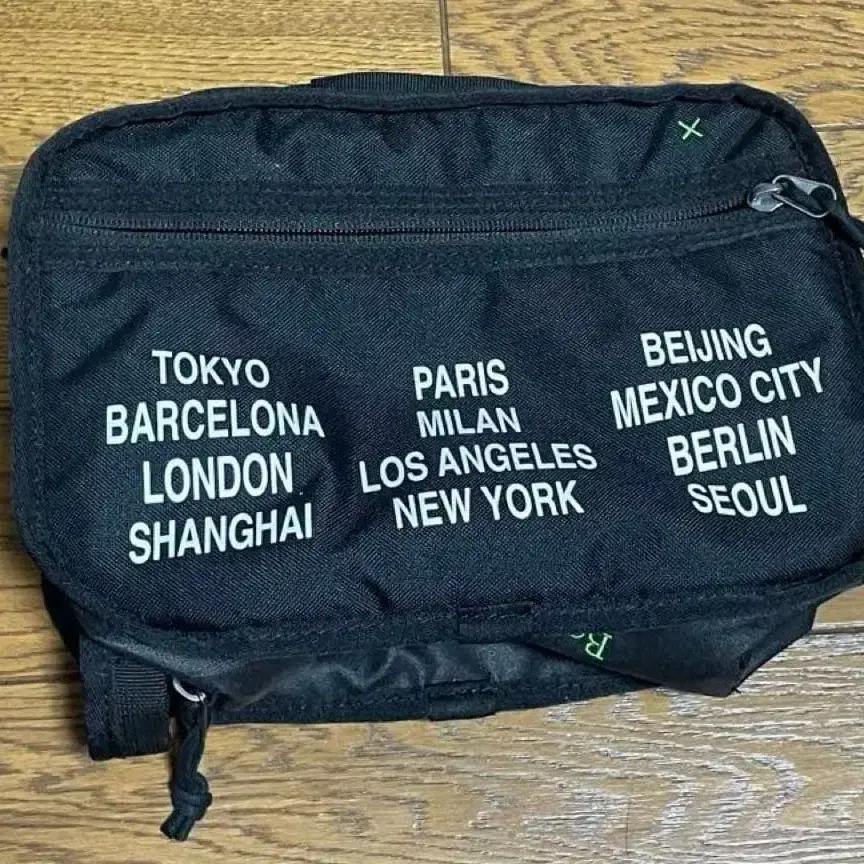 TOKYO
BARCELONA
LONDON
SHANGHAI
PARIS
MILAN
LOS ANGELES
NEW YORK
BEIJING
MEXICO CITY
BERLIN
SEOUL